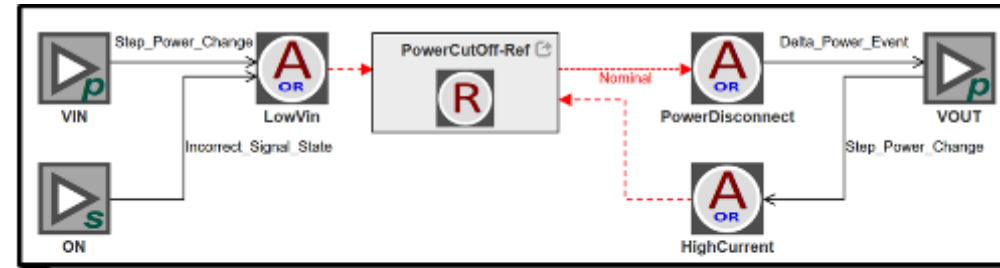 Step_Power_Change
PowerCutOff-Ref
Delta_Power_Event
A
OR
p
VIN
LowVin
R
Nominal
A
OR
PowerDisconnect
p
VOUT
Incorrect_Signal_State
Step_Power_Change
s
ON
A
OR
HighCurrent